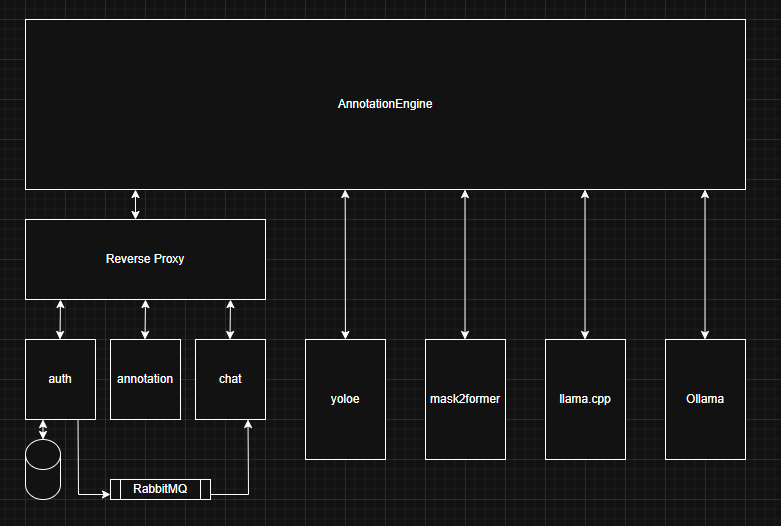 AnnotationEngine
Reverse Proxy
auth
annotation
chat
yoloe
mask2former
llama.cpp
Ollama
RabbitMQ